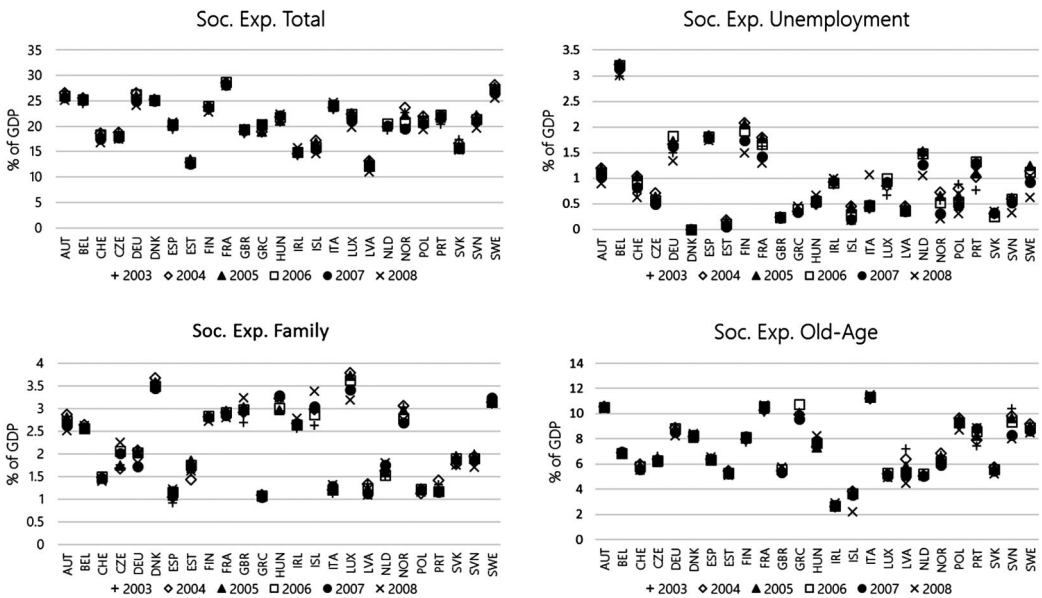 Soc. Exp. Total
% of GDP
35
30
25
20
15
10
5
0
AUT BEL CHE CZE DEU DNK ESP EST FIN FRA GBR GRC HUN IRL ISL ITA LUX LVA NLD NOR POL PRT SVK SVN SWE
2003 2004 2005 2006 2007 2008
Soc. Exp. Unemployment
% of GDP
3.5
3
2.5
2
1.5
1
0.5
0
AUT BEL CHE CZE DEU DNK ESP EST FIN FRA GBR GRC HUN IRL ISL ITA LUX LVA NLD NOR POL PRT SVK SVN SWE
2003 2004 2005 2006 2007 2008
Soc. Exp. Family
% of GDP
4
3.5
3
2.5
2
1.5
1
0.5
0
AUT BEL CHE CZE DEU DNK ESP EST FIN FRA GBR GRC HUN IRL ISL ITA LUX LVA NLD NOR POL PRT SVK SVN SWE
2003 2004 2005 2006 2007 2008
Soc. Exp. Old-Age
% of GDP
14
12
10
8
6
4
2
0
AUT BEL CHE CZE DEU DNK ESP EST FIN FRA GBR GRC HUN IRL ISL ITA LUX LVA NLD NOR POL PRT SVK SVN SWE
2003 2004 2005 2006 2007 2008